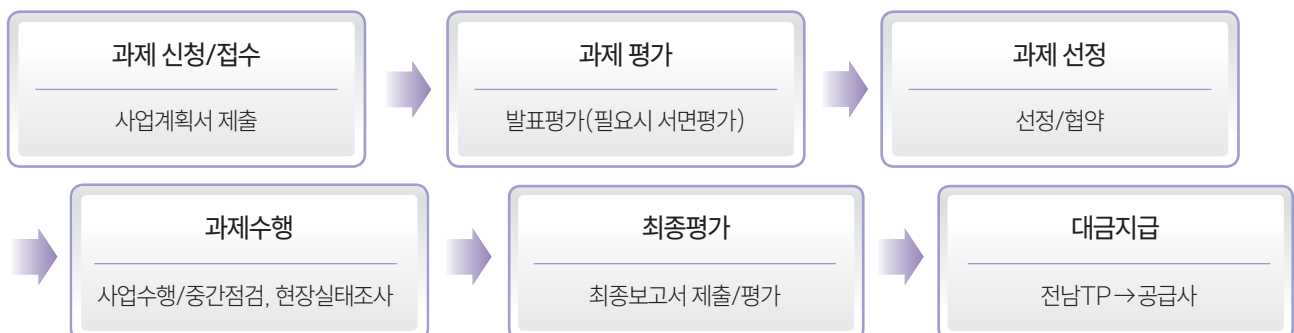 과제 신청/접수
사업계획서 제출
과제 평가
발표평가(필요시 서면평가)
과제 선정
선정/협약
과제수행
사업수행/중간점검, 현장실태조사
최종평가
최종보고서 제출/평가
대금지급
전남TP→공급사